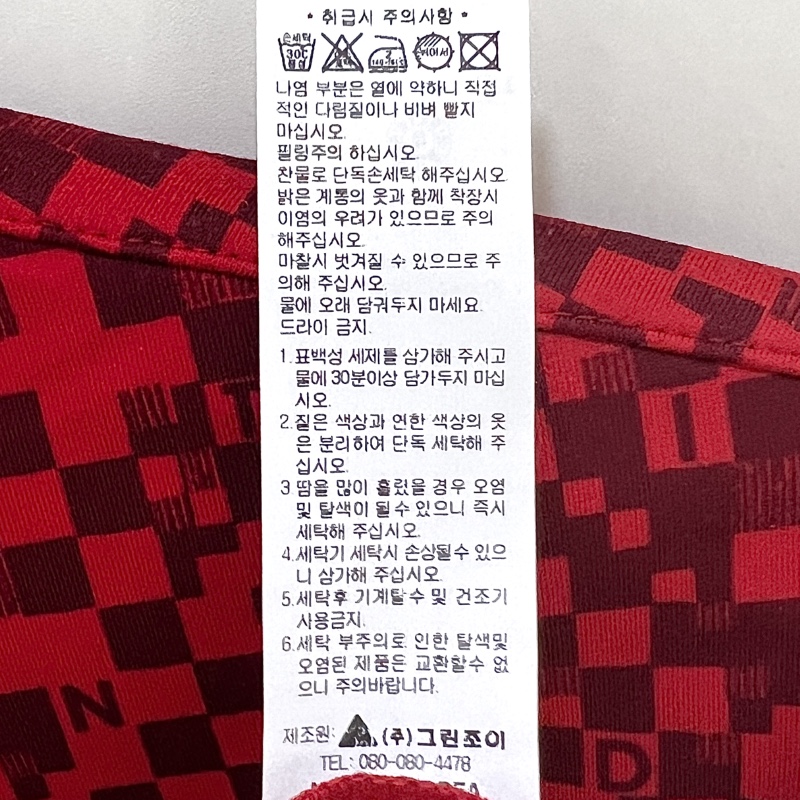 • 취급시 주의사항 •
손세탁
30℃
중성
나염 부분은 열에 약하니 직접
적인 다림질이나 비벼 빨지
마십시오.
필링주의 하십시오.
찬물로 단독손세탁 해주십시오.
밝은 계통의 옷과 함께 착장시
이염의 우려가 있으므로 주의
해주십시오.
마찰시 벗겨질 수 있으므로 주
의해 주십시오.
물에 오래 담궈두지 마세요.
드라이 금지.
1.표백성 세제를 삼가해 주시고
물에 30분이상 담가두지 마십
시오.
2.짙은 색상과 연한 색상의 옷
은 분리하여 단독 세탁해 주
십시오.
3.땀을 많이 흘렸을 경우 오염
및 탈색이 될 수 있으니 즉시
세탁해 주십시오.
4.세탁기 세탁시 손상될수 있으
니 삼가해 주십시오.
5.세탁후 기계탈수 및 건조기
사용금지.
6.세탁 부주의로 인한 탈색및
오염된 제품은 교환할수 없
으니 주의바랍니다.
제조원: (주)그린조이
TEL: 080-080-4478
T
I
N
D